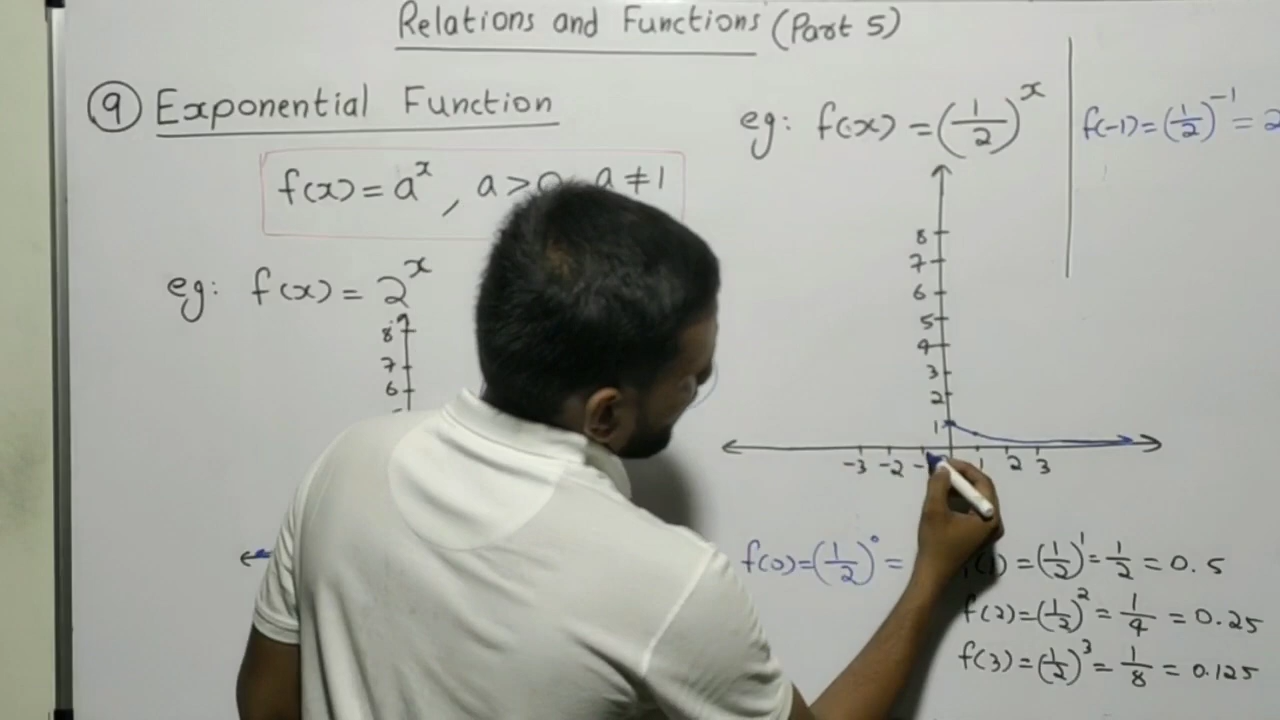 Relations and Functions (Part 5)
9 Exponential Function
f(x) = a^x , a > 0 a ≠ 1
eg: f(x) = 2^x
8
7
6
eg: f(x) = (1/2)^x
f(-1) = (1/2)^-1 = 2
8
7
6
5
4
3
2
1
-3 -2 - 1 2 3
f(0) = (1/2)^0 =
(1) = (1/2)^1 = 1/2 = 0.5
f(2) = (1/2)^2 = 1/4 = 0.25
f(3) = (1/2)^3 = 1/8 = 0.125